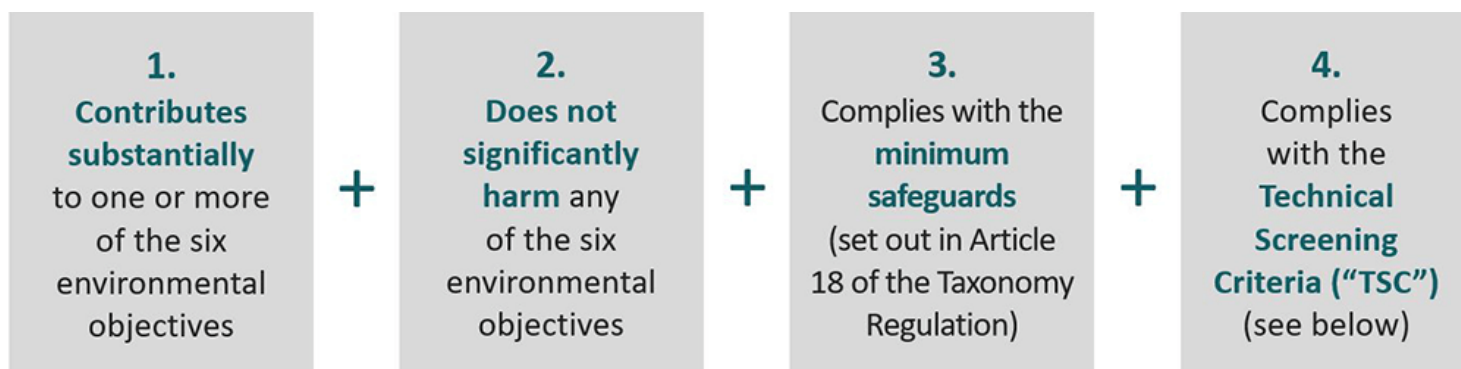 1.
Contributes
substantially
to one or more
of the six
environmental
objectives
+
2.
Does not
significantly
harm any
of the six
environmental
objectives
+
3.
Complies with the
minimum
safeguards
(set out in Article
18 of the Taxonomy
Regulation)
+
4.
Complies
with the
Technical
Screening
Criteria (“TSC”)
(see below)